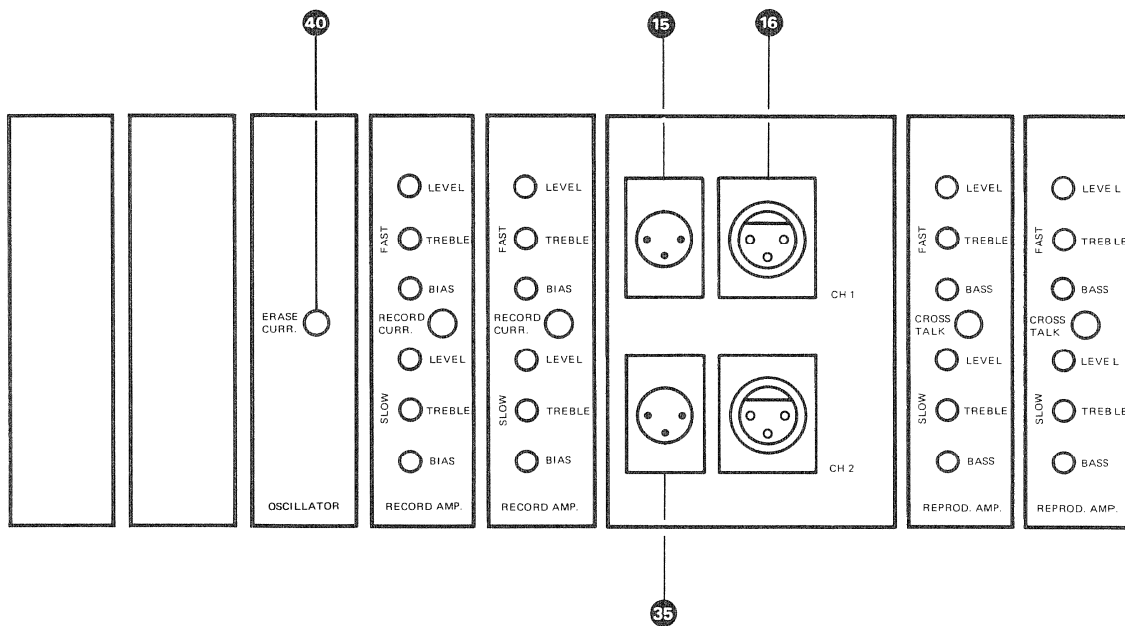 40 15 16
ERASE CURR.
OSCILLATOR
LEVEL
FAST
TREBLE
BIAS
RECORD CURR.
LEVEL
SLOW
TREBLE
BIAS
RECORD AMP.
LEVEL
FAST
TREBLE
BIAS
RECORD CURR.
LEVEL
SLOW
TREBLE
BIAS
RECORD AMP.
CH 1
CH 2
LEVEL
FAST
TREBLE
BASS
CROSS TALK
LEVEL
SLOW
TREBLE
BASS
REPROD. AMP.
LEVEL
FAST
TREBLE
BASS
CROSS TALK
LEVEL
SLOW
TREBLE
BASS
REPROD. AMP.
35